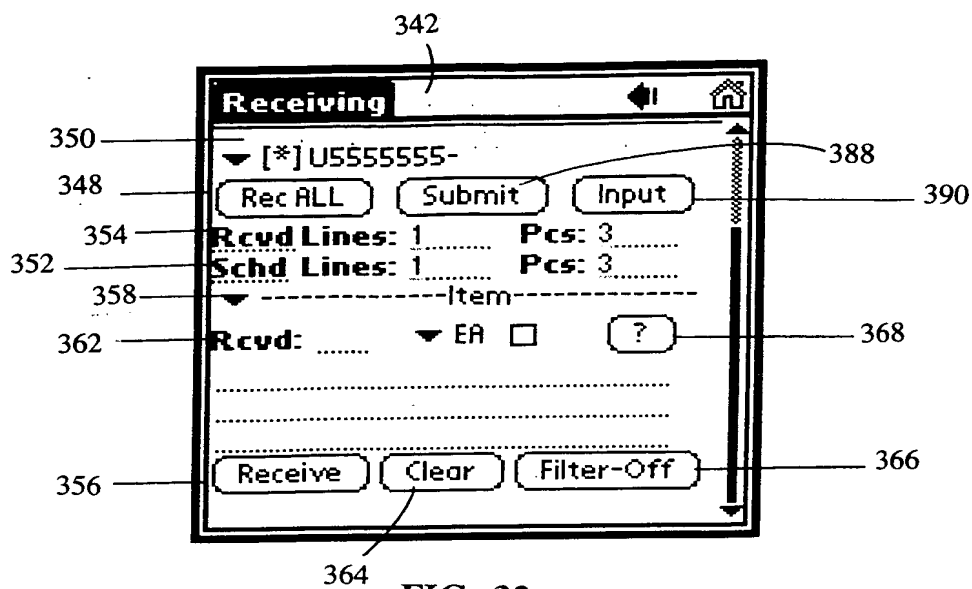 342
Receiving
350
[*] U5555555-
388
348
Rec ALL Submit Input
390
354
Rcvd Lines: 1 Pcs: 3
352
Schd Lines: 1 Pcs: 3
358
Item
362
Rcvd: EA ?
368
356
Receive Clear Filter-Off
366
364